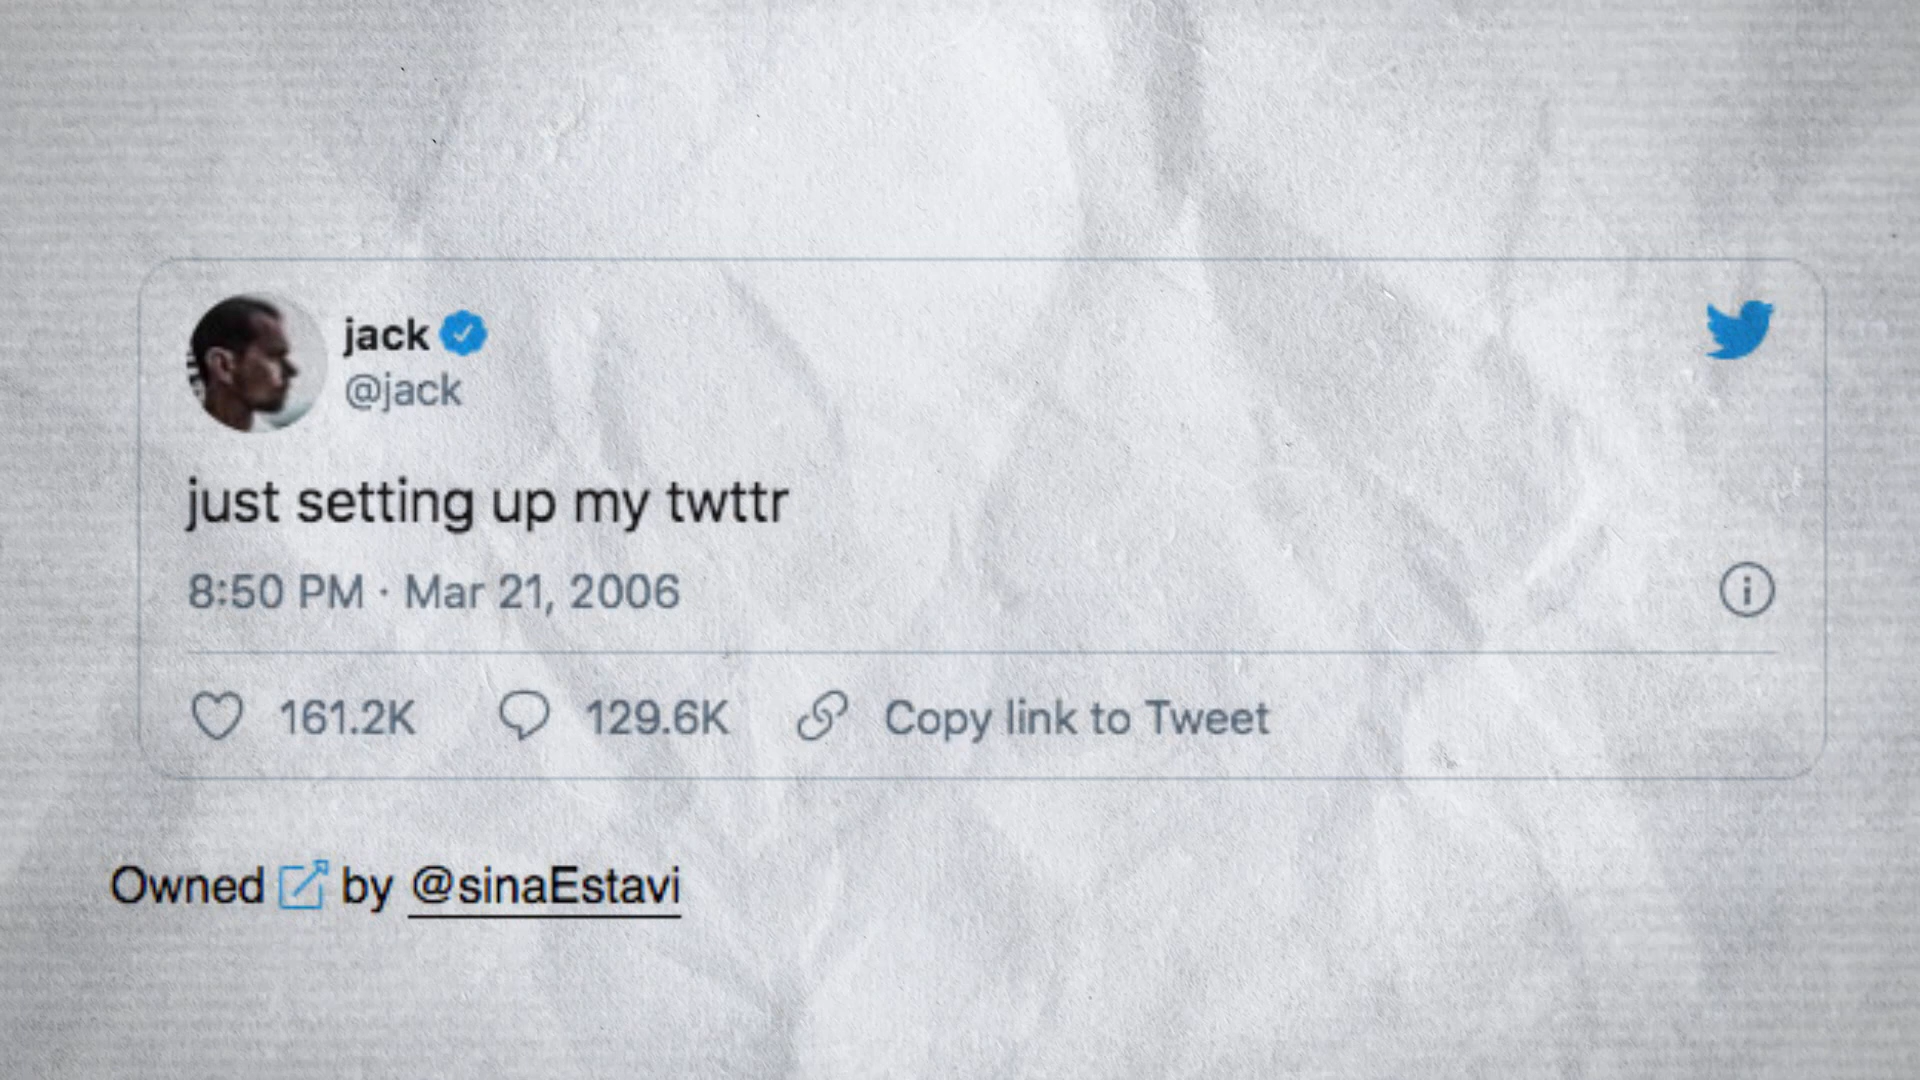 jack
@jack
just setting up my twttr
8:50 PM · Mar 21, 2006
161.2K 129.6K Copy link to Tweet
Owned by @sinaEstavi